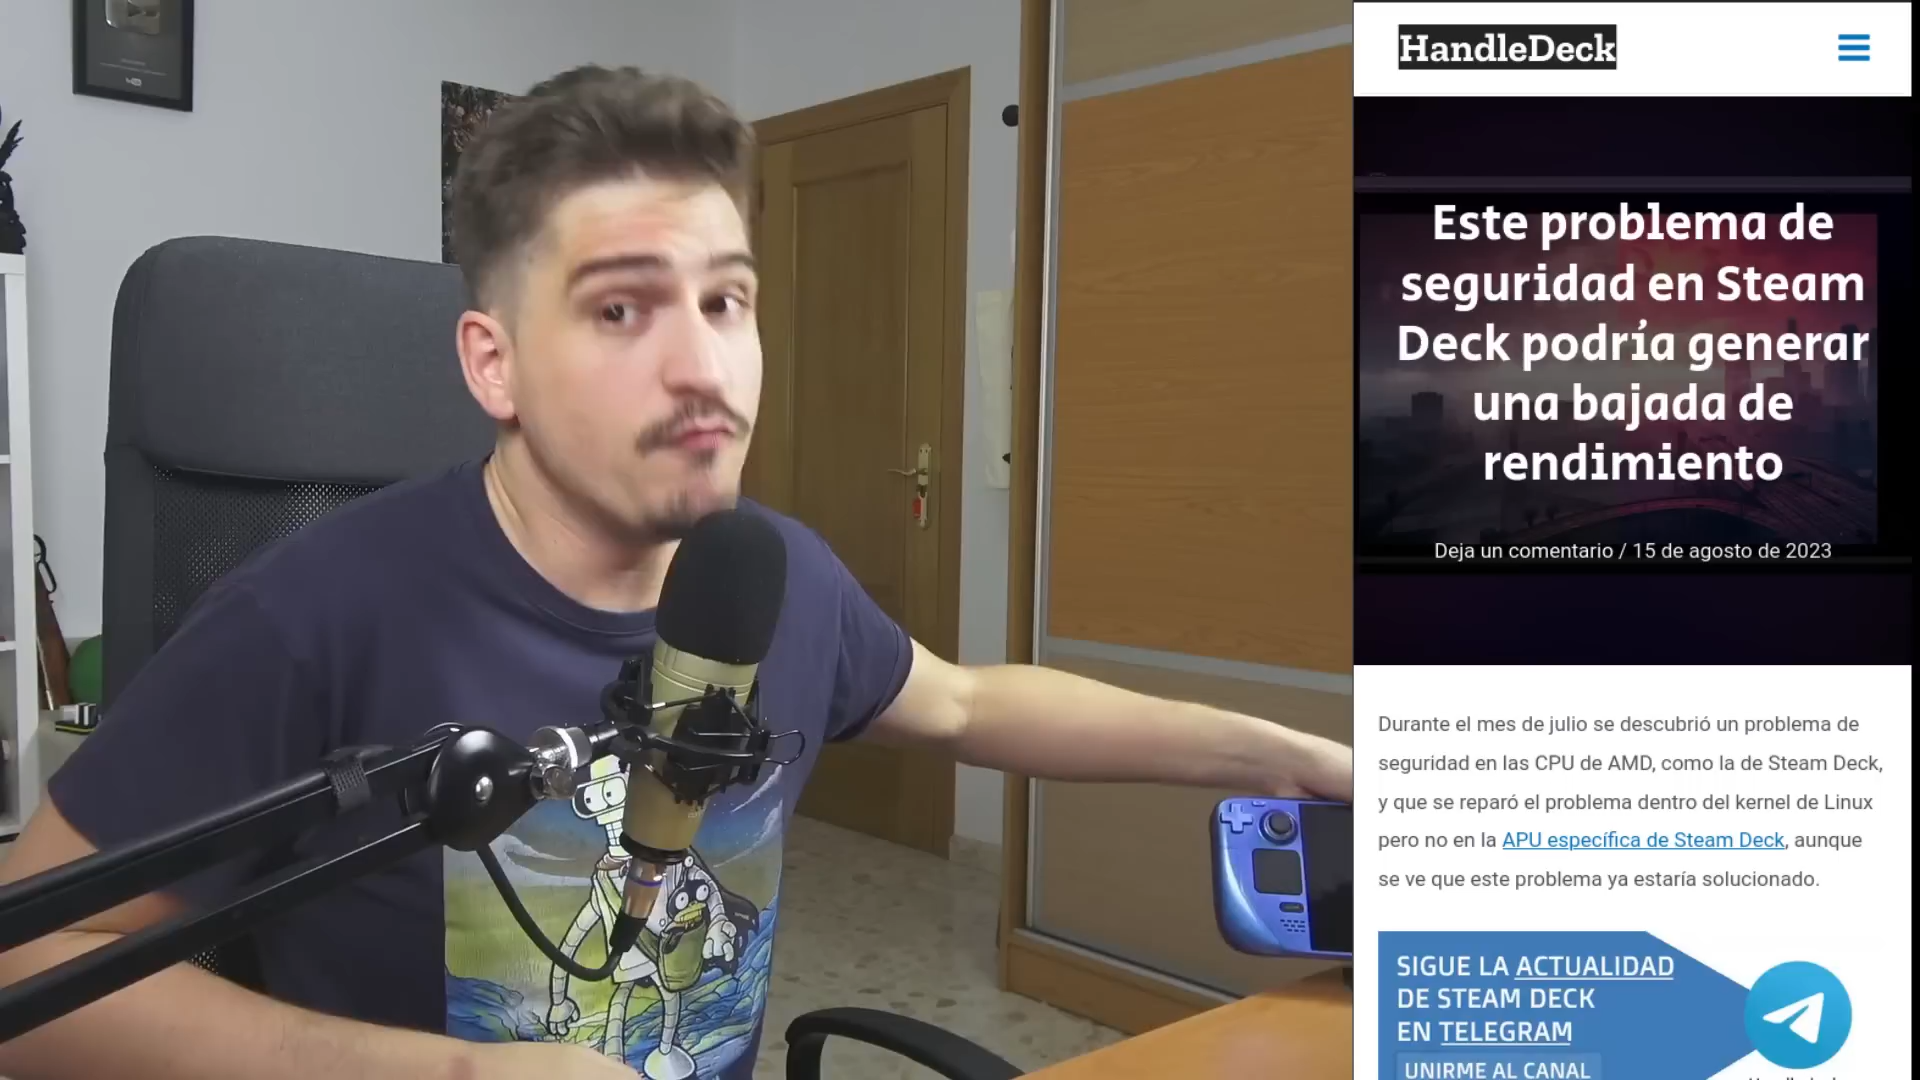 HandleDeck
Este problema de
seguridad en Steam
Deck podría generar
una bajada de
rendimiento
Deja un comentario / 15 de agosto de 2023
Durante el mes de julio se descubrió un problema de
seguridad en las CPU de AMD, como la de Steam Deck,
y que se reparó el problema dentro del kernel de Linux
pero no en la APU específica de Steam Deck, aunque
se ve que este problema ya estaría solucionado.
SIGUE LA ACTUALIDAD
DE STEAM DECK
EN TELEGRAM
UNIRME AL CANAL